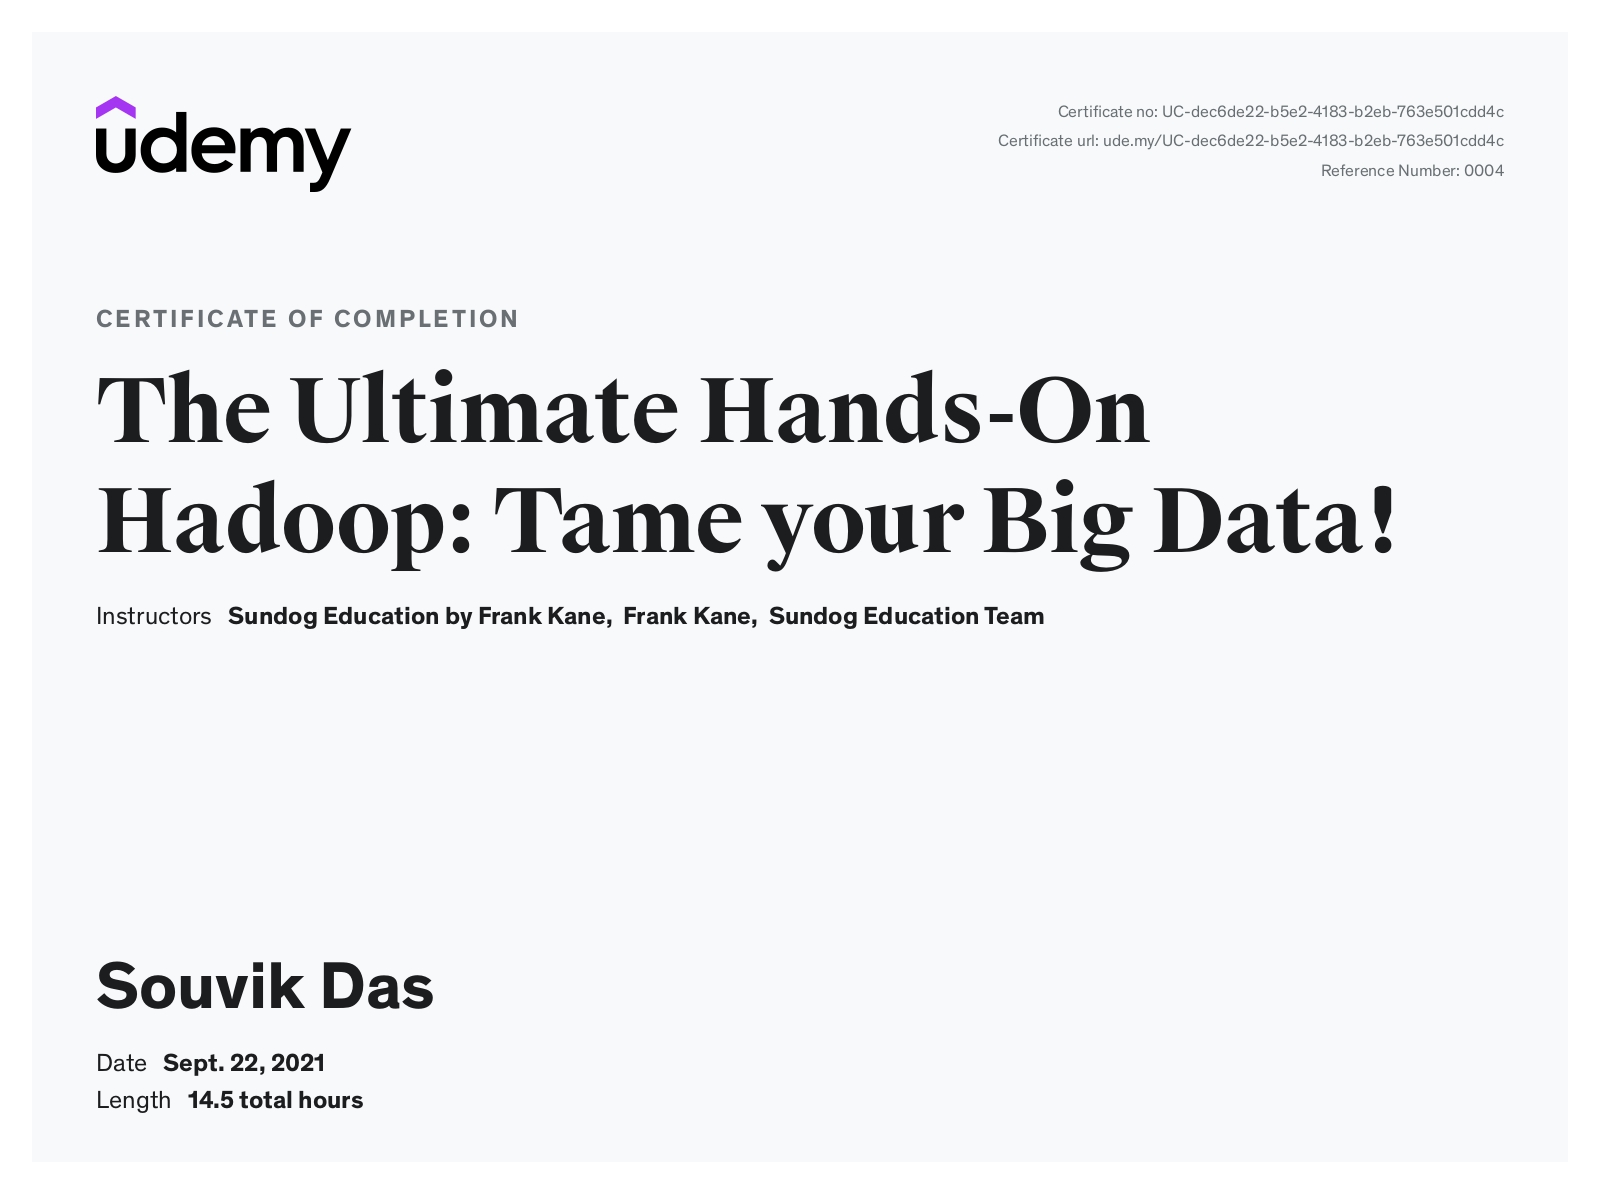 udemy
Certificate no: UC-dec6de22-b5e2-4183-b2eb-763e501cdd4c
Certificate url: ude.my/UC-dec6de22-b5e2-4183-b2eb-763e501cdd4c
Reference Number: 0004
CERTIFICATE OF COMPLETION
The Ultimate Hands-On
Hadoop: Tame your Big Data!
Instructors Sundog Education by Frank Kane, Frank Kane, Sundog Education Team
Souvik Das
Date Sept. 22, 2021
Length 14.5 total hours